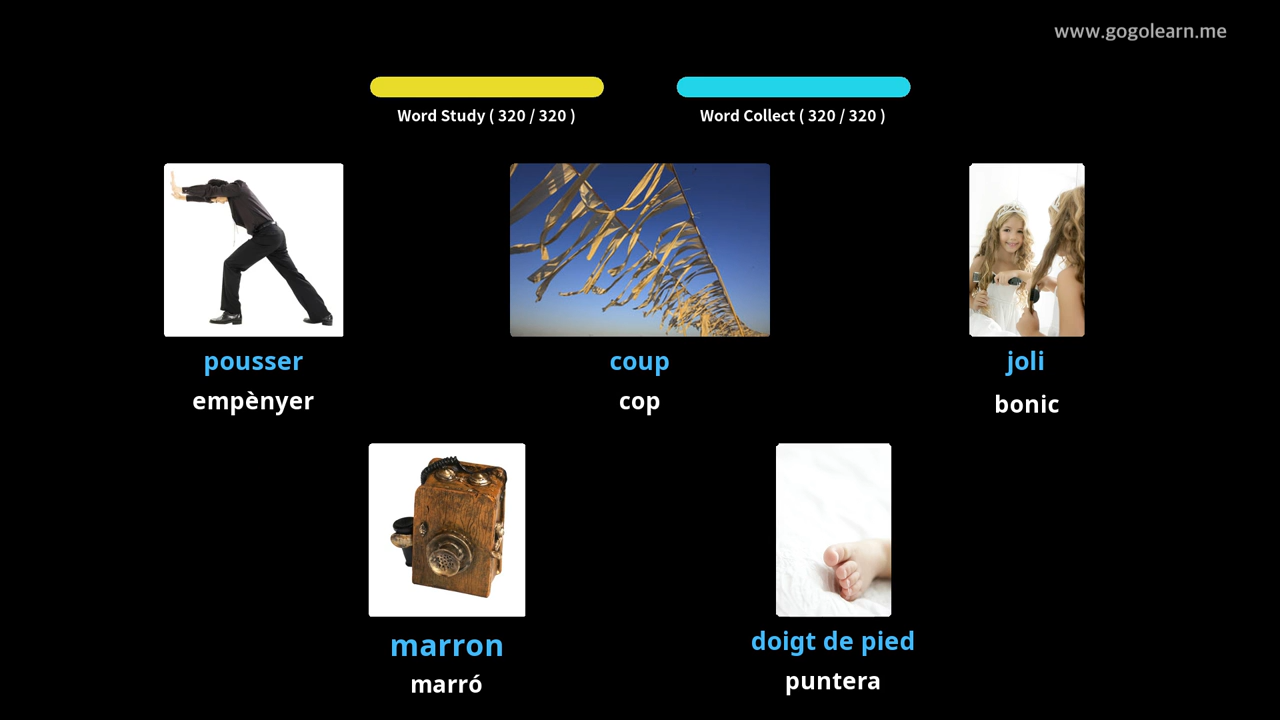 www.gogolearn.me
Word Study ( 320 / 320 )
Word Collect ( 320 / 320 )
pousser
coup
joli
empènyer
cop
bonic
marron
doigt de pied
marró
puntera